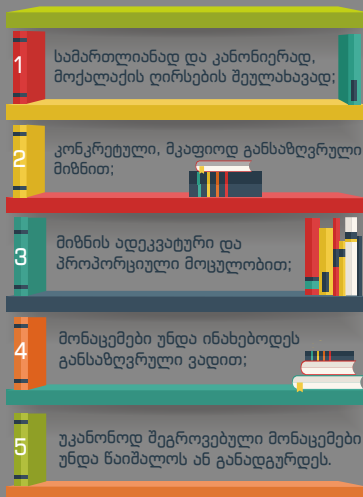 1
სამართლიანად და კანონიერად,
მოქალაქის ღირსების შეულახავად;
2
კონკრეტული, მკაფიოდ განსაზღვრული
მიზნით;
3
მიზნის ადეკვატური და
პროპორციული მოცულობით;
4
მონაცემები უნდა ინახებოდეს
განსაზღვრული ვადით;
5
უკანონოდ შეგროვებული მონაცემები
უნდა წაიშალოს ან განადგურდეს.